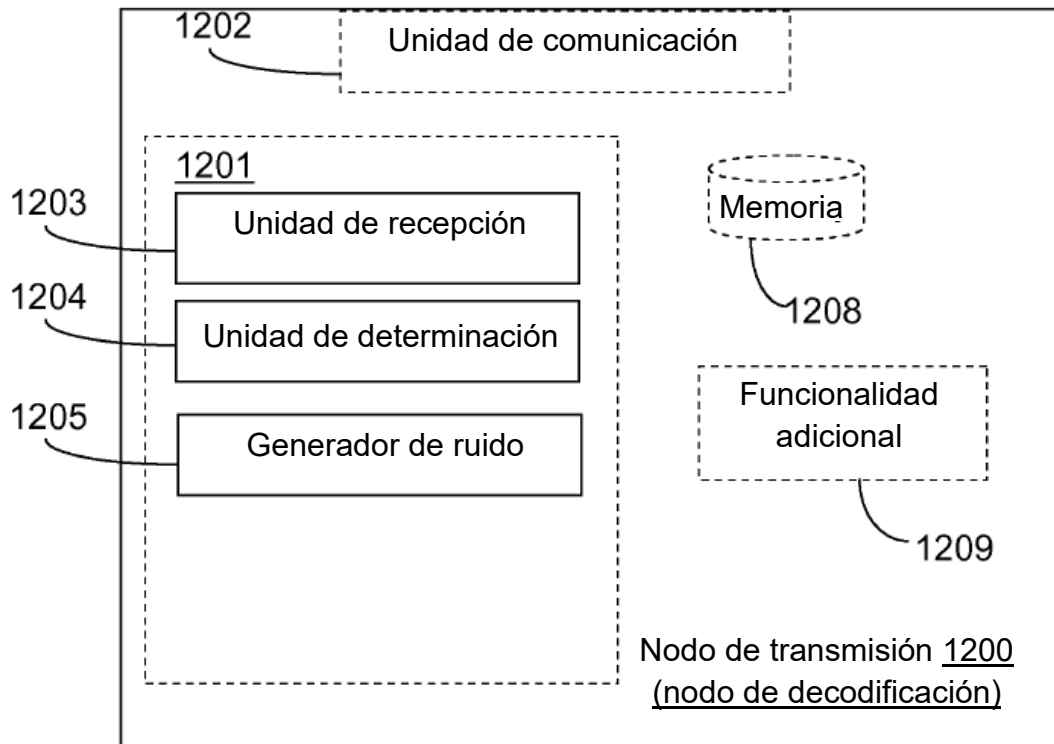 1202
Unidad de comunicación
1201
1203
Unidad de recepción
Memoria
1204
1208
Unidad de determinación
Funcionalidad
adicional
1205
Generador de ruido
1209
Nodo de transmisión 1200
(nodo de decodificación)